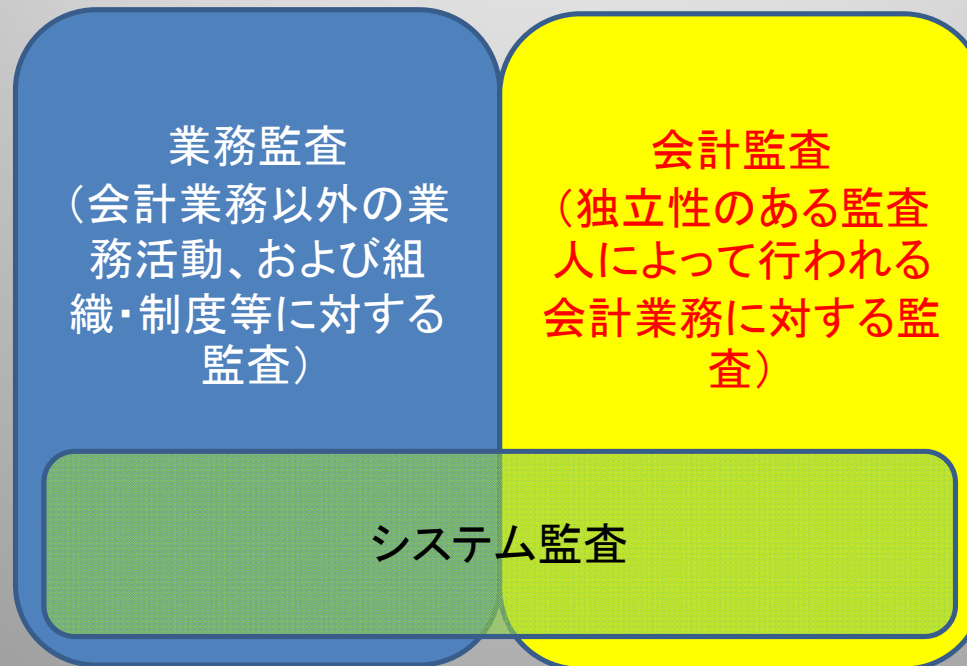 業務監査
（会計業務以外の業
務活動、および組
織・制度等に対する
監査）
会計監査
（独立性のある監査
人によって行われる
会計業務に対する監
査）
システム監査